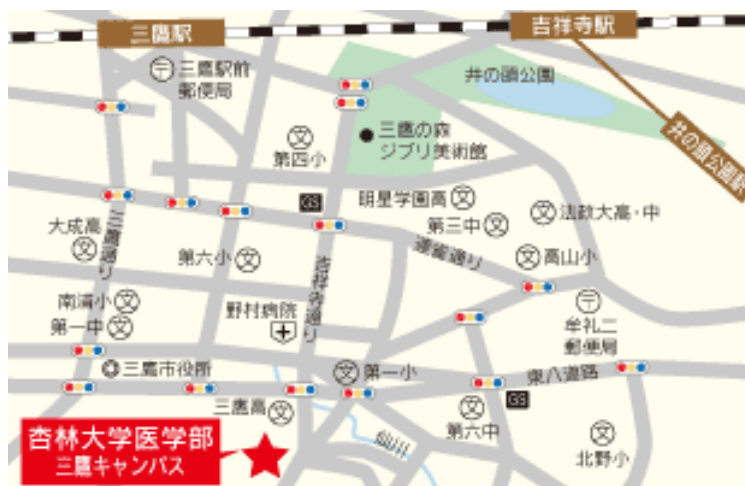 三鷹駅
吉祥寺駅
三鷹駅前
郵便局
井の頭公園
井の頭公園駅
三鷹の森
ジブリ美術館
第四小
明星学園高
GS
第三中
法政大高・中
大成高
三鷹通り
第六小
吉祥寺通り
連雀通り
高山小
南浦小
第一中
野村病院
牟礼二
郵便局
三鷹市役所
第一小
東八道路
三鷹高
GS
第六中
仙川
北野小
杏林大学医学部
三鷹キャンパス